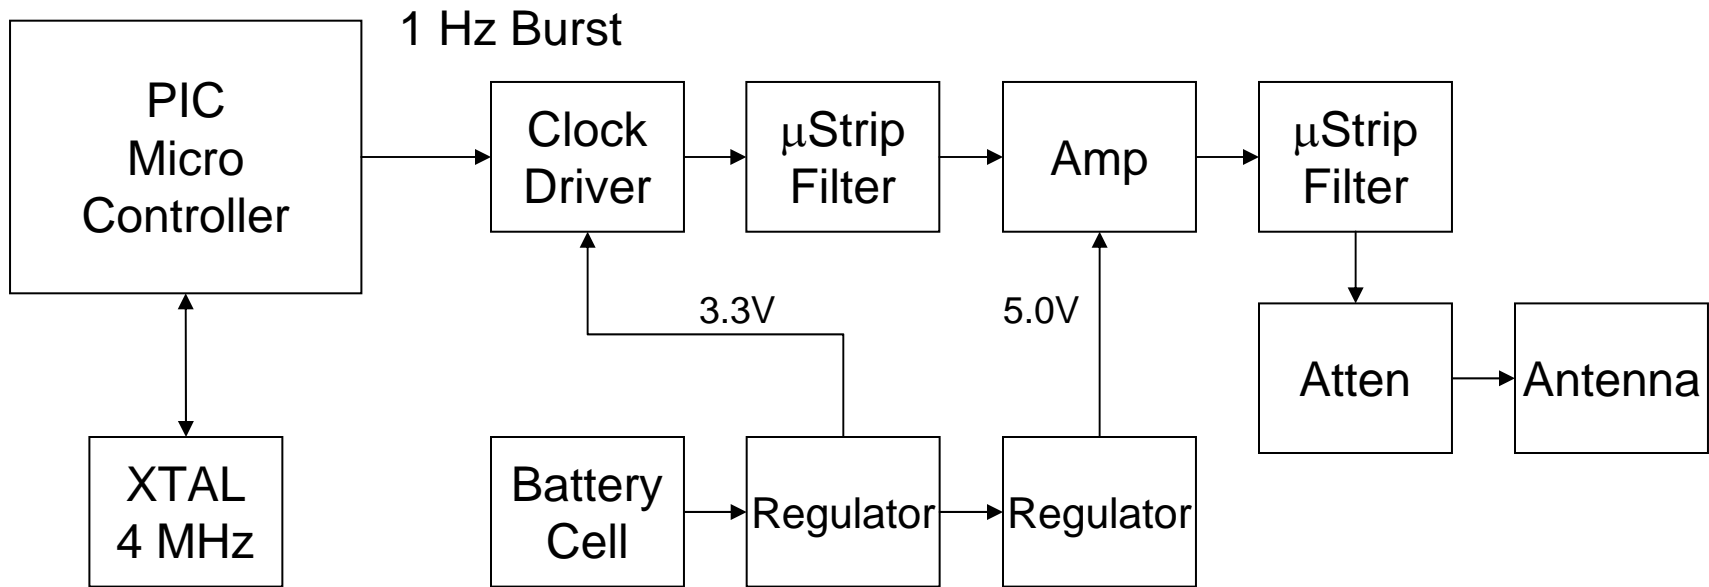 1 Hz Burst
PIC
Micro
Controller
Clock
Driver
μStrip
Filter
Amp
μStrip
Filter
3.3V
5.0V
Atten
Antenna
XTAL
4 MHz
Battery
Cell
Regulator
Regulator